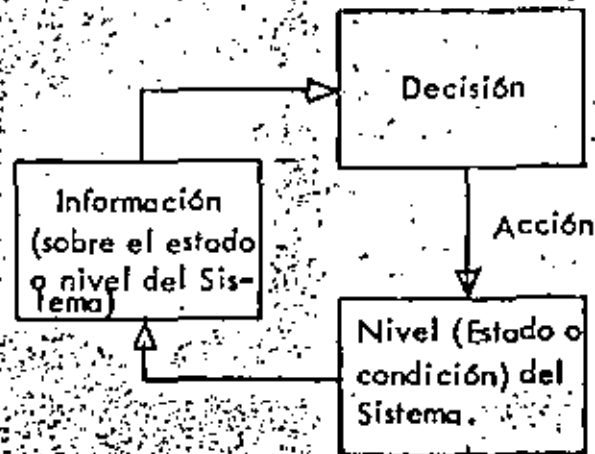 Decisión
Información
(sobre el estado
o nivel del Sis-
tema)
Acción
Nivel (Estado o
condición) del
Sistema.